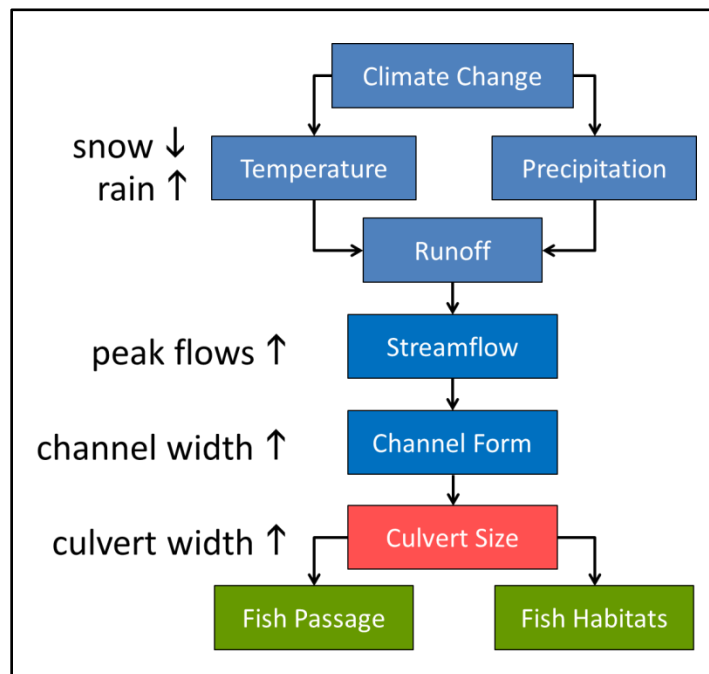 Climate Change
snow ↓
rain ↑
Temperature
Precipitation
Runoff
peak flows ↑
Streamflow
channel width ↑
Channel Form
culvert width ↑
Culvert Size
Fish Passage
Fish Habitats